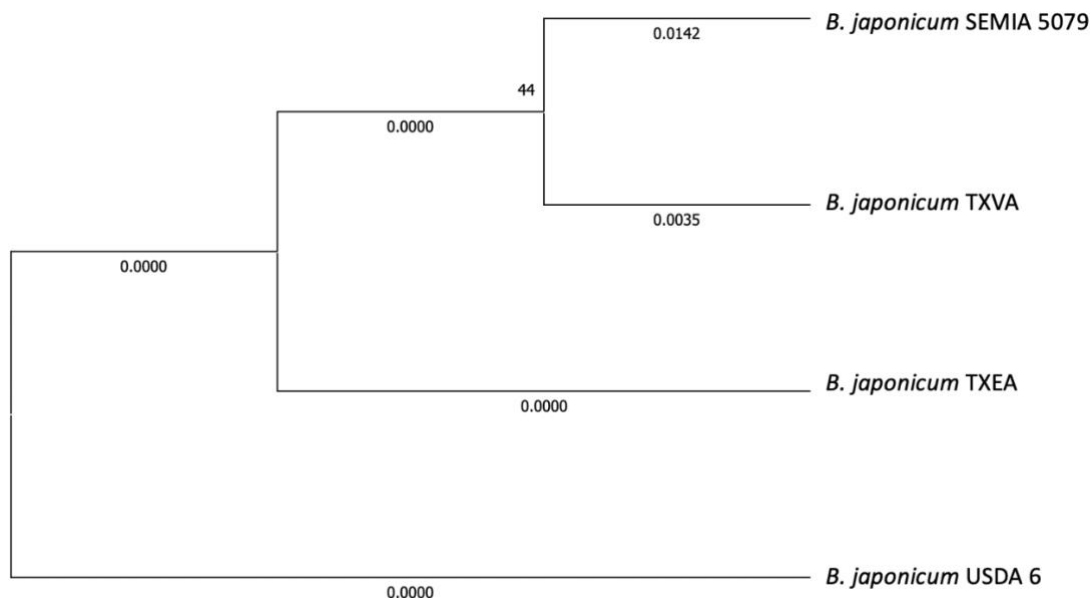 B. japonicum SEMIA 5079
0.0142
44
0.0000
B. japonicum TXVA
0.0035
0.0000
B. japonicum TXEA
0.0000
B. japonicum USDA 6
0.0000